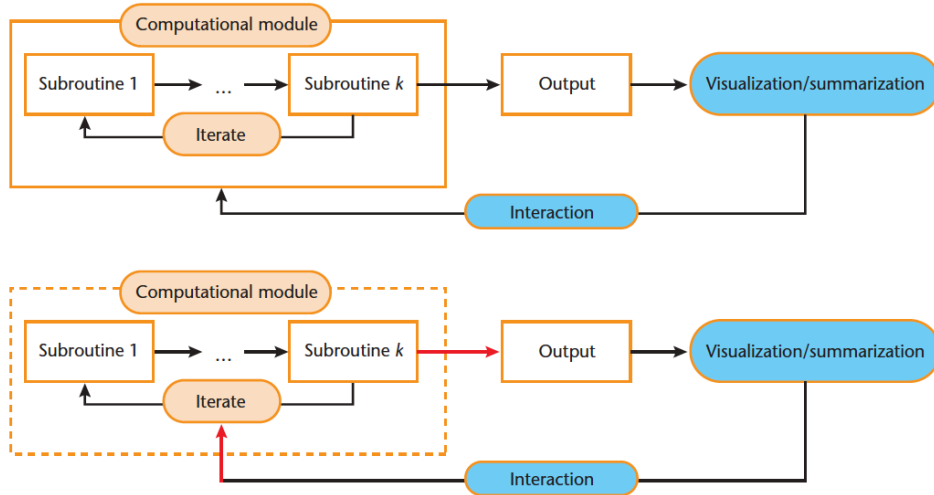 Computational module
Subroutine 1
...
Subroutine k
Output
Visualization/summarization
Iterate
Interaction
Computational module
Subroutine 1
...
Subroutine k
Output
Visualization/summarization
Iterate
Interaction